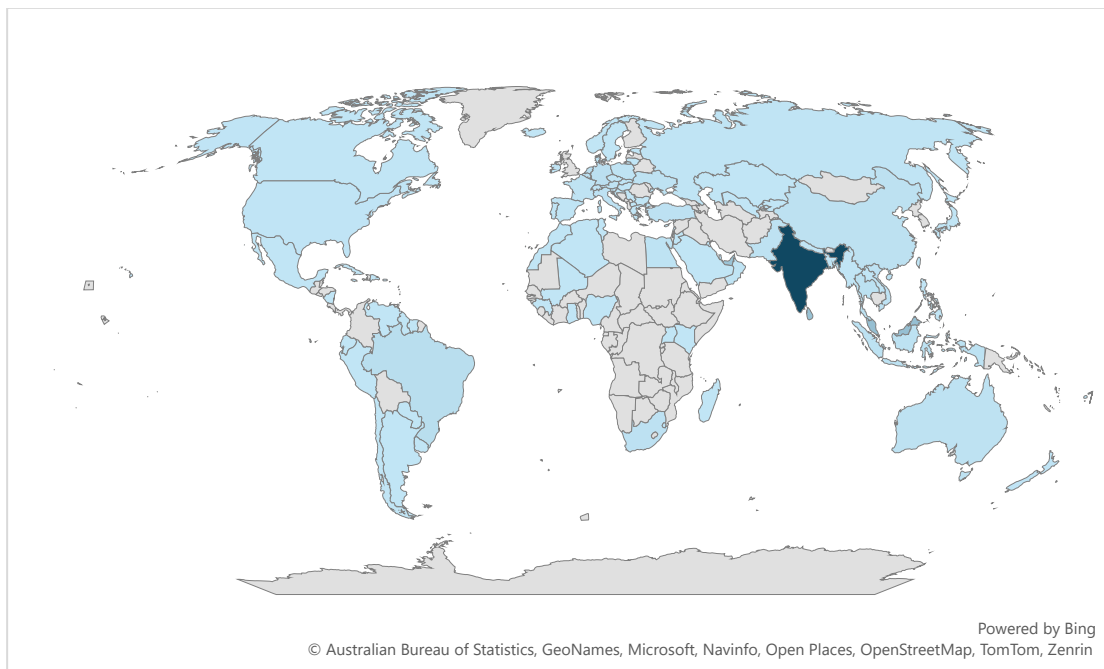 Powered by Bing
© Australian Bureau of Statistics, GeoNames, Microsoft, Navinfo, Open Places, OpenStreetMap, TomTom, Zenrin